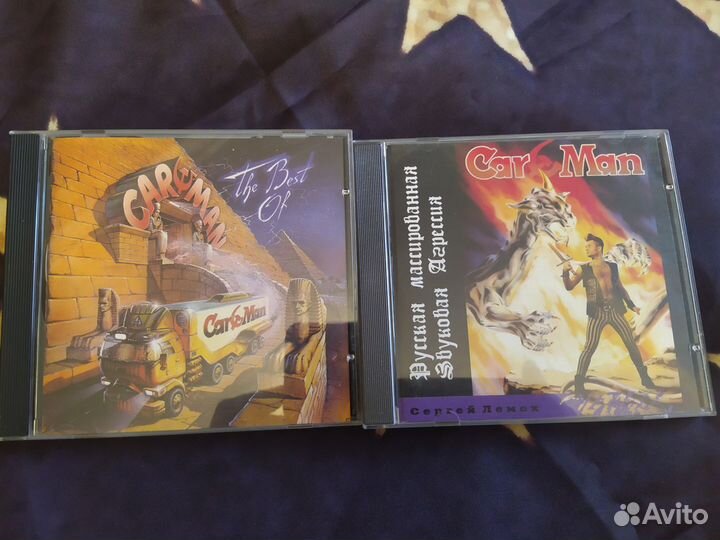 CAR MAN
The Best
Of
Car Man
Car Man
Русская массированная
Звуковая Агрессия
Сергей Лемох
Avito